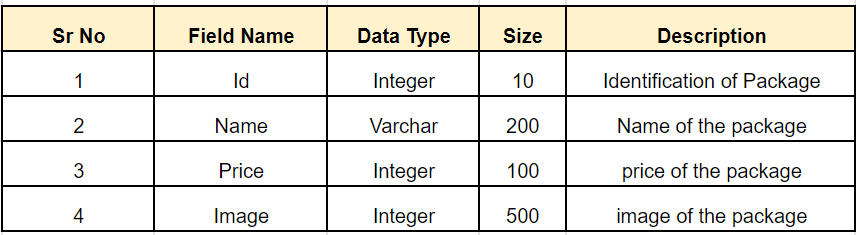 Sr No Field Name Data Type Size Description
1 Id Integer 10 Identification of Package
2 Name Varchar 200 Name of the package
3 Price Integer 100 price of the package
4 Image Integer 500 image of the package